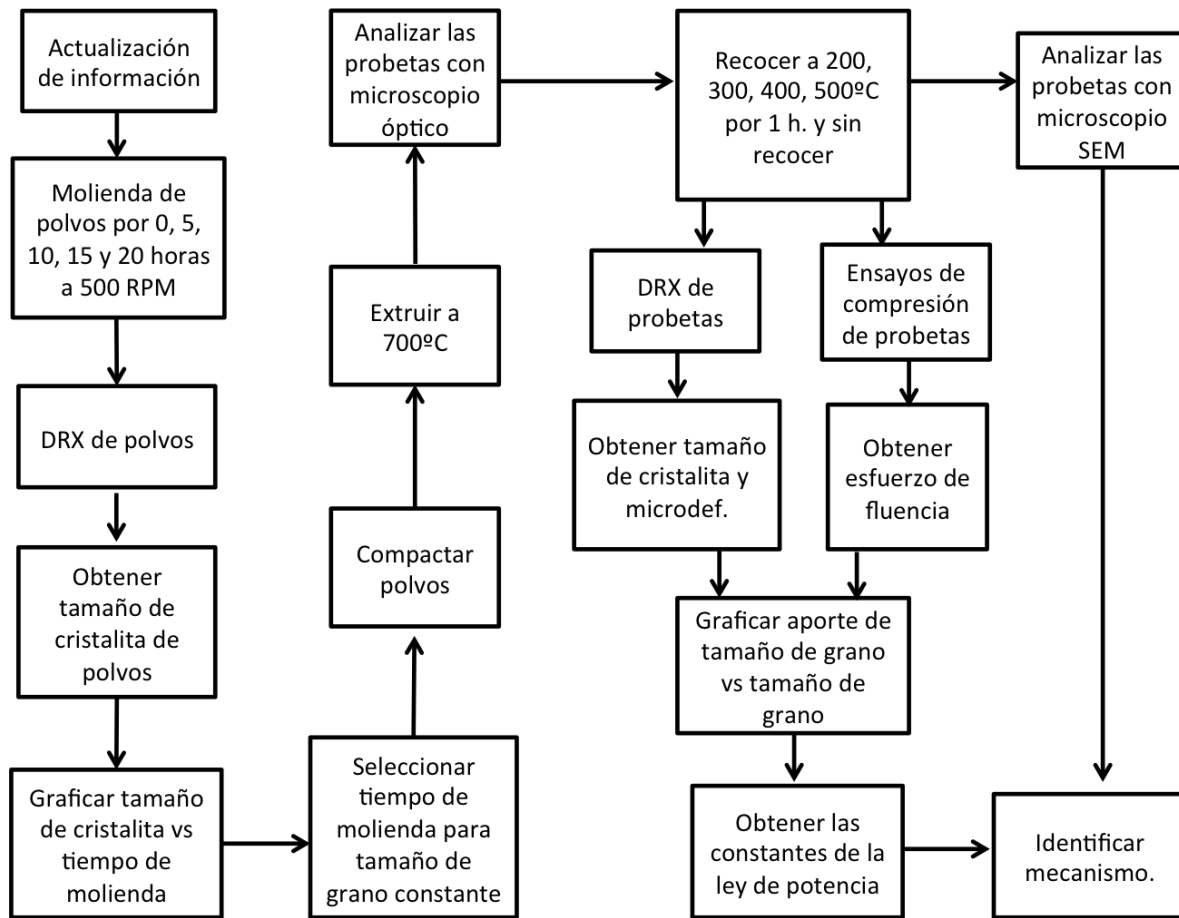 Actualización
de información
Molienda de
polvos por 0, 5,
10, 15 y 20 horas
a 500 RPM
DRX de polvos
Obtener
tamaño de
cristalita de
polvos
Graficar tamaño
de cristalita vs
tiempo de
molienda
Seleccionar
tiempo de
molienda para
tamaño de
grano constante
Compactar
polvos
Extruir a
700ºC
Analizar las
probetas con
microscopio
óptico
Recocer a 200,
300, 400, 500ºC
por 1 h. y sin
recocer
DRX de
probetas
Obtener tamaño
de cristalita y
microdef.
Ensayos de
compresión
de probetas
Obtener
esfuerzo de
fluencia
Graficar aporte de
tamaño de grano
vs tamaño de
grano
Obtener las
constantes de la
ley de potencia
Analizar las
probetas con
microscopio
SEM
Identificar
mecanismo.